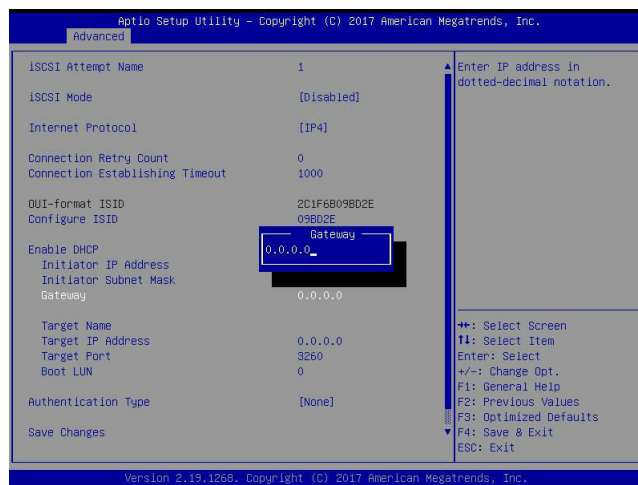 Aptio Setup Utility – Copyright (C) 2017 American Megatrends, Inc.
Advanced
iSCSI Attempt Name 1
iSCSI Mode [Disabled]
Internet Protocol [IP4]
Connection Retry Count 0
Connection Establishing Timeout 1000
OUI-format ISID 2C1F6B09BD2E
Configure ISID 09BD2E
Enable DHCP
Initiator IP Address
Initiator Subnet Mask
Gateway 0.0.0.0
Gateway
0.0.0.0_
Target Name
Target IP Address 0.0.0.0
Target Port 3260
Boot LUN 0
Authentication Type [None]
Save Changes
Enter IP address in
dotted-decimal notation.
→←: Select Screen
↑↓: Select Item
Enter: Select
+/-: Change Opt.
F1: General Help
F2: Previous Values
F3: Optimized Defaults
F4: Save & Exit
ESC: Exit
Version 2.19.1268. Copyright (C) 2017 American Megatrends, Inc.